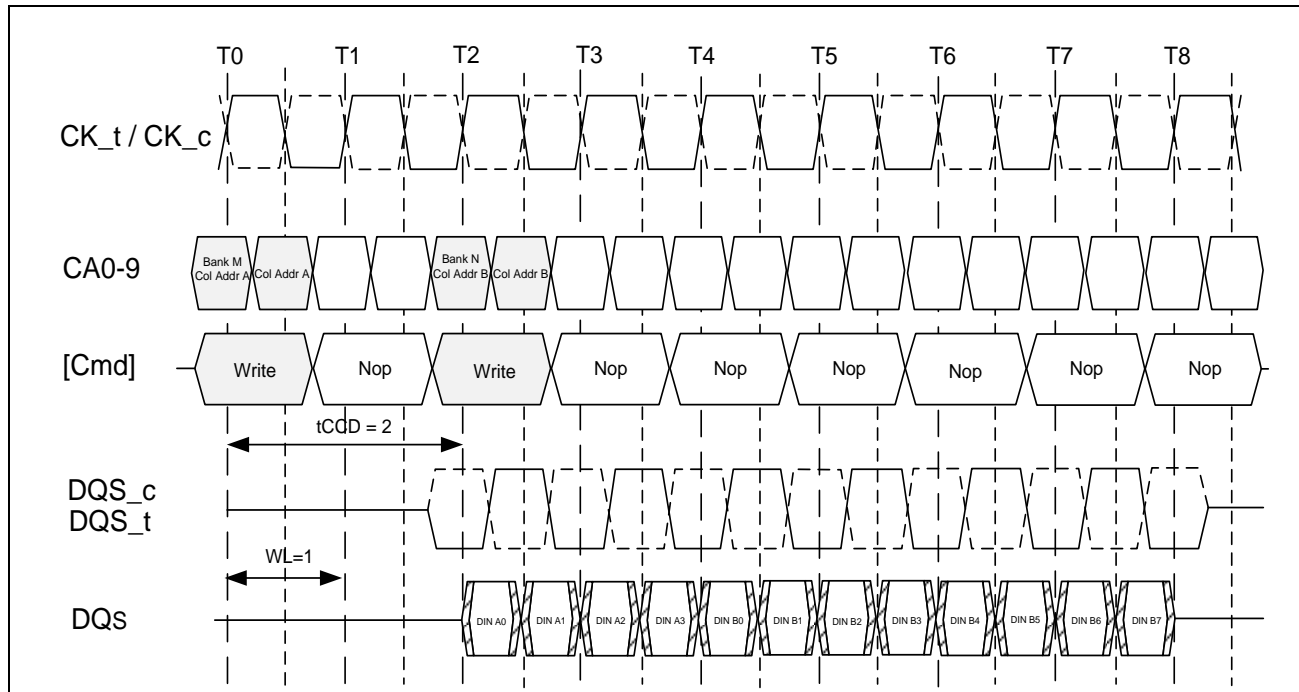 T0 T1 T2 T3 T4 T5 T6 T7 T8
CK_t / CK_c
CA0-9
Bank M
Col Addr A
Col Addr A
Bank N
Col Addr B
Col Addr B
[Cmd]
Write Nop Write Nop Nop Nop Nop Nop Nop
tCCD = 2
DQS_c
DQS_t
WL=1
DQs
DIN A0 DIN A1 DIN A2 DIN A3 DIN B0 DIN B1 DIN B2 DIN B3 DIN B4 DIN B5 DIN B6 DIN B7